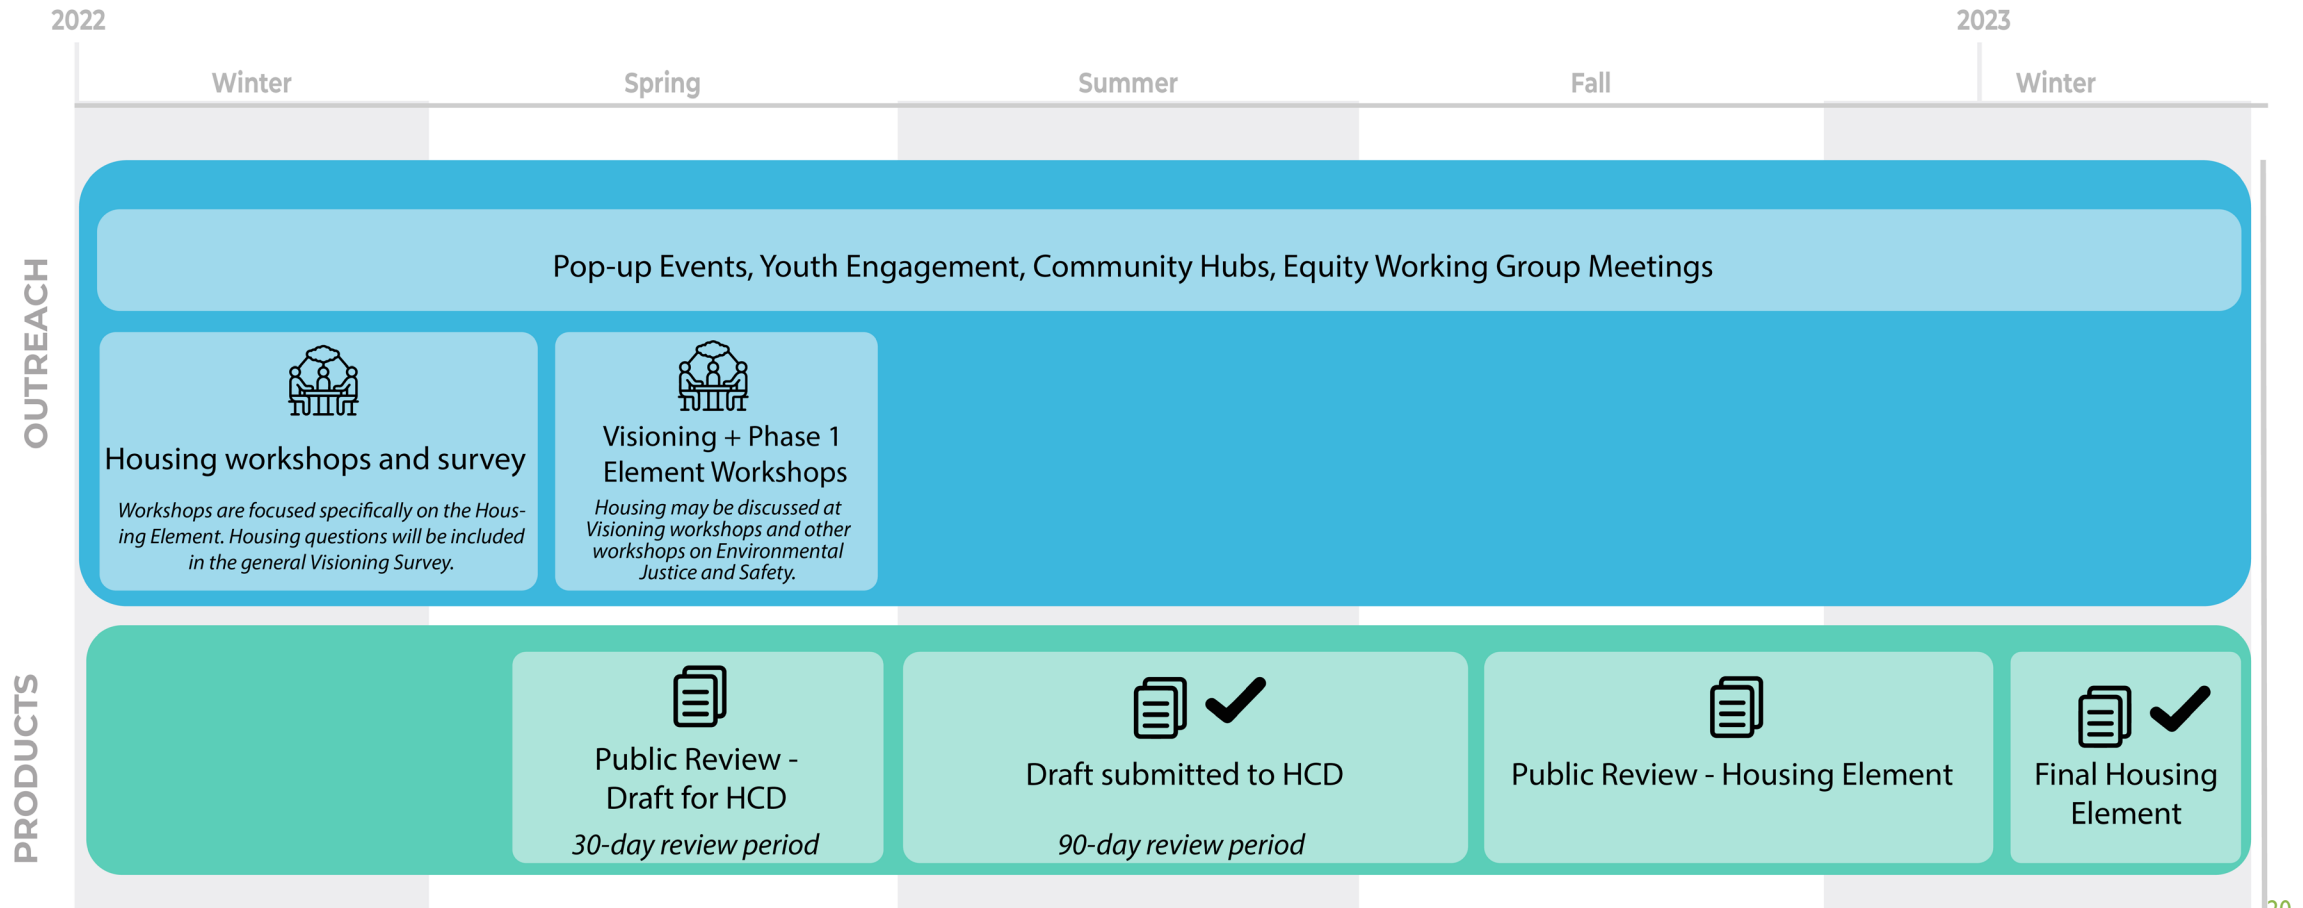 2022
2023
Winter
Spring
Summer
Fall
Winter
OUTREACH
Pop-up Events, Youth Engagement, Community Hubs, Equity Working Group Meetings
Housing workshops and survey
Workshops are focused specifically on the Hous-
ing Element. Housing questions will be included
in the general Visioning Survey.
Visioning + Phase 1
Element Workshops
Housing may be discussed at
Visioning workshops and other
workshops on Environmental
Justice and Safety.
PRODUCTS
Public Review -
Draft for HCD
30-day review period
Draft submitted to HCD
90-day review period
Public Review - Housing Element
Final Housing
Element